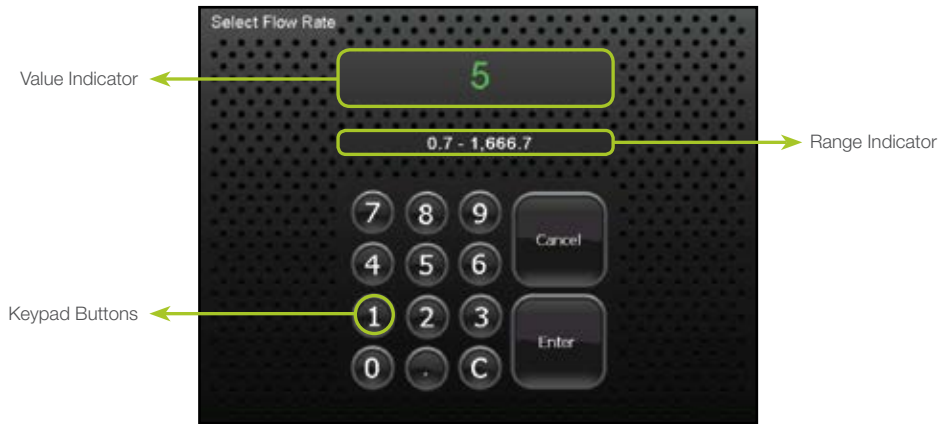 Select Flow Rate
Value Indicator
5
0.7 - 1,666.7
Range Indicator
7 8 9
Cancel
4 5 6
Keypad Buttons
1 2 3
Enter
0 . C